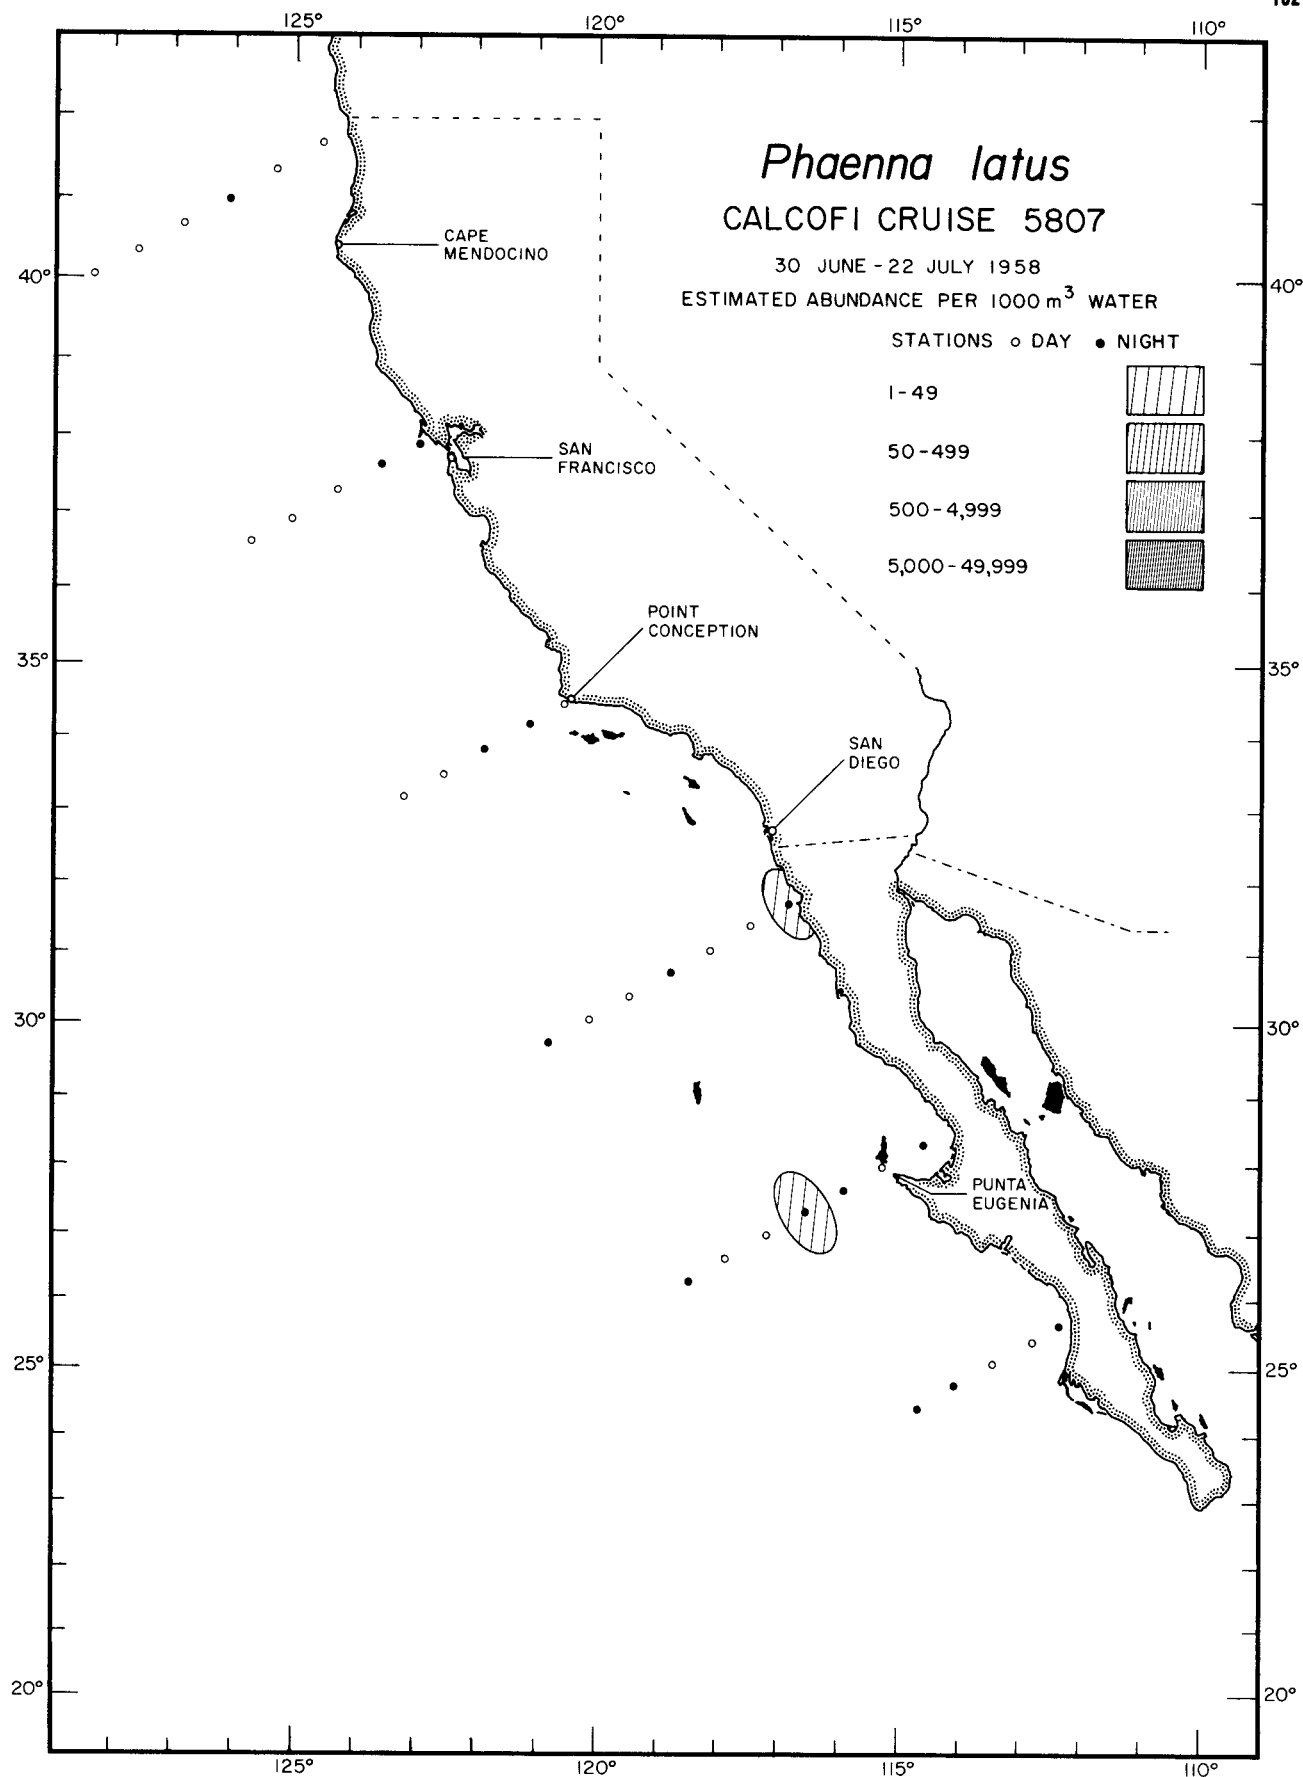 125°
120°
115°
110°
Phaenna latus
CALCOFI CRUISE 5807
30 JUNE - 22 JULY 1958
ESTIMATED ABUNDANCE PER 1000 m³ WATER
STATIONS ○ DAY ● NIGHT
1-49
50-499
500-4,999
5,000-49,999
CAPE
MENDOCINO
40°
40°
SAN
FRANCISCO
POINT
CONCEPTION
35°
35°
SAN
DIEGO
30°
30°
PUNTA
EUGENIA
25°
25°
20°
20°
125°
120°
115°
110°